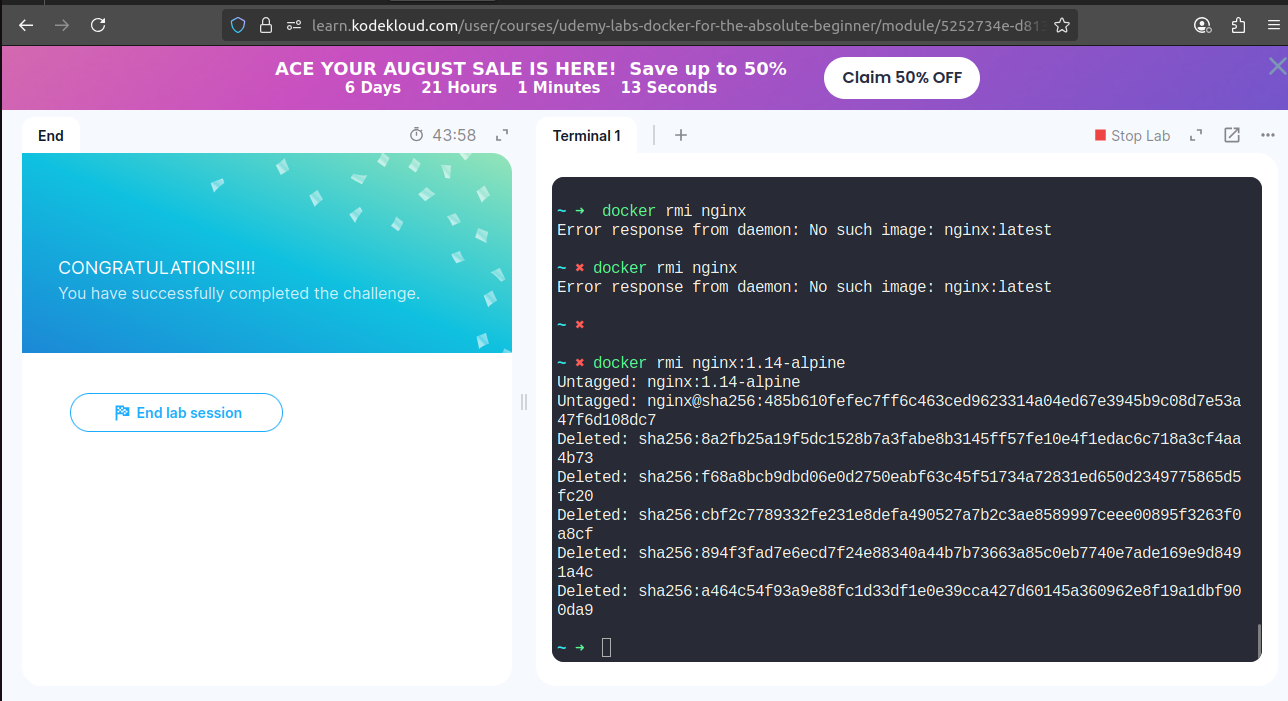 learn.kodekloud.com/user/courses/udemy-labs-docker-for-the-absolute-beginner/module/5252734e-d81
ACE YOUR AUGUST SALE IS HERE! Save up to 50%
6 Days 21 Hours 1 Minutes 13 Seconds
Claim 50% OFF
End
43:58
Terminal 1
Stop Lab
CONGRATULATIONS!!!!
You have successfully completed the challenge.
End lab session
~ ➜ docker rmi nginx
Error response from daemon: No such image: nginx:latest
~ ✖ docker rmi nginx
Error response from daemon: No such image: nginx:latest
~ ✖
~ ✖ docker rmi nginx:1.14-alpine
Untagged: nginx:1.14-alpine
Untagged: nginx@sha256:485b610fefec7ff6c463ced9623314a04ed67e3945b9c08d7e53a
47f6d108dc7
Deleted: sha256:8a2fb25a19f5dc1528b7a3fabe8b3145ff57fe10e4f1edac6c718a3cf4aa
4b73
Deleted: sha256:f68a8bcb9dbd06e0d2750eabf63c45f51734a72831ed650d2349775865d5
fc20
Deleted: sha256:cbf2c7789332fe231e8defa490527a7b2c3ae8589997ceee00895f3263f0
a8cf
Deleted: sha256:894f3fad7e6ecd7f24e88340a44b7b73663a85c0eb7740e7ade169e9d849
1a4c
Deleted: sha256:a464c54f93a9e88fc1d33df1e0e39cca427d60145a360962e8f19a1dbf90
0da9
~ ➜